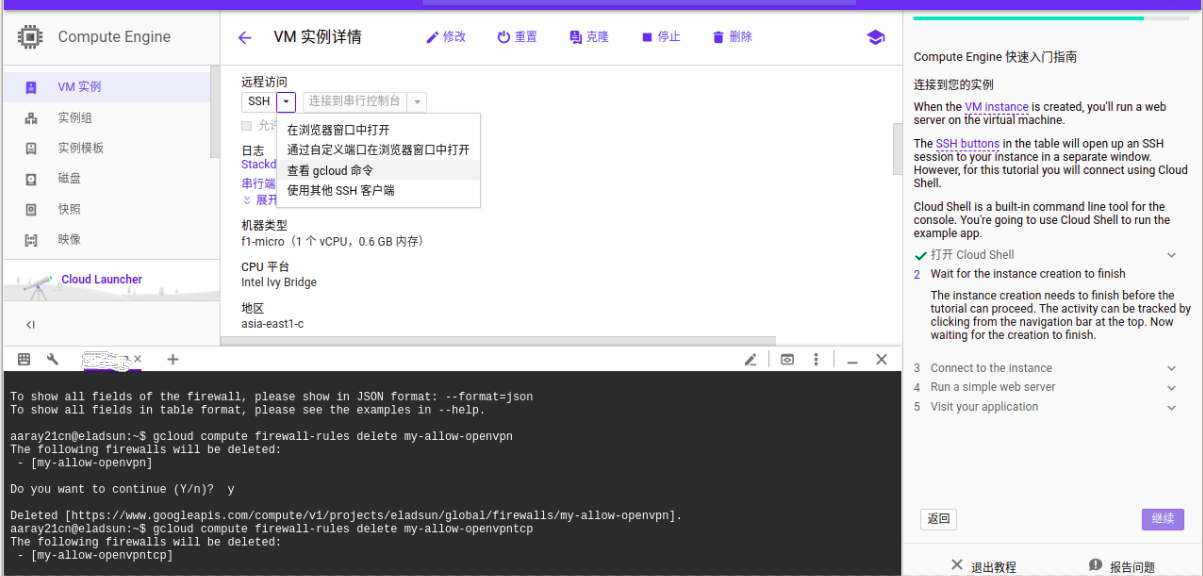 Compute Engine
VM 实例详情
修改
重置
克隆
停止
删除
VM 实例
实例组
实例模板
磁盘
快照
映像
Cloud Launcher
远程访问
SSH
连接到串行控制台
允许
在浏览器窗口中打开
通过自定义端口在浏览器窗口中打开
查看 gcloud 命令
使用其他 SSH 客户端
日志
Stackd
串行端
展开
机器类型
f1-micro（1 个 vCPU，0.6 GB 内存）
CPU 平台
Intel Ivy Bridge
地区
asia-east1-c
To show all fields of the firewall, please show in JSON format: --format=json
To show all fields in table format, please see the examples in --help.
aaray21cn@eladsun:~$ gcloud compute firewall-rules delete my-allow-openvpn
The following firewalls will be deleted:
- [my-allow-openvpn]
Do you want to continue (Y/n)? y
Deleted [https://www.googleapis.com/compute/v1/projects/eladsun/global/firewalls/my-allow-openvpn].
aaray21cn@eladsun:~$ gcloud compute firewall-rules delete my-allow-openvpntcp
The following firewalls will be deleted:
- [my-allow-openvpntcp]
Compute Engine 快速入门指南
连接到您的实例
When the VM instance is created, you'll run a web
server on the virtual machine.
The SSH buttons in the table will open up an SSH
session to your instance in a separate window.
However, for this tutorial you will connect using Cloud
Shell.
Cloud Shell is a built-in command line tool for the
console. You're going to use Cloud Shell to run the
example app.
打开 Cloud Shell
2 Wait for the instance creation to finish
The instance creation needs to finish before the
tutorial can proceed. The activity can be tracked by
clicking from the navigation bar at the top. Now
waiting for the creation to finish.
3 Connect to the instance
4 Run a simple web server
5 Visit your application
返回
继续
退出教程
报告问题